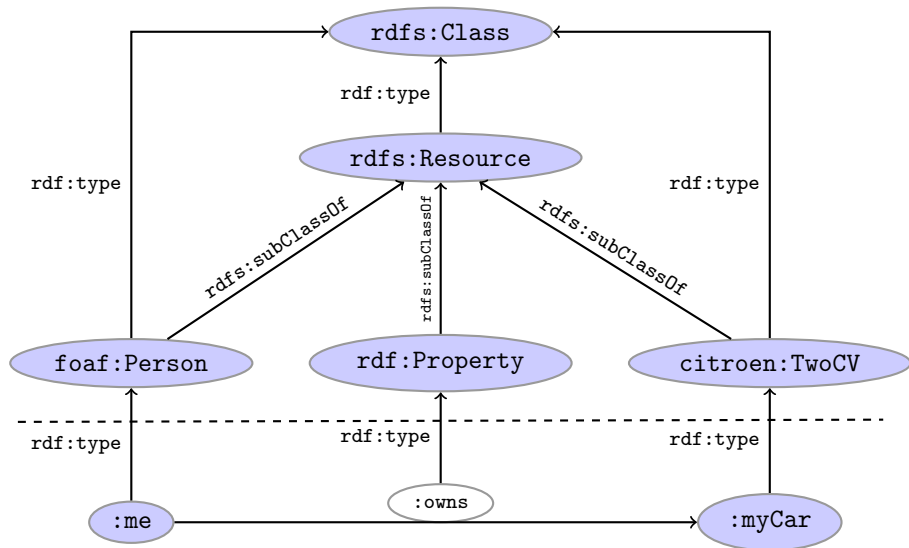 rdfs:Class
rdf:type
rdfs:Resource
rdf:type
rdf:type
rdfs:subClassOf
rdfs:subClassOf
rdfs:subClassOf
foaf:Person
rdf:Property
citroen:TwoCV
rdf:type
rdf:type
rdf:type
:owns
:me
:myCar